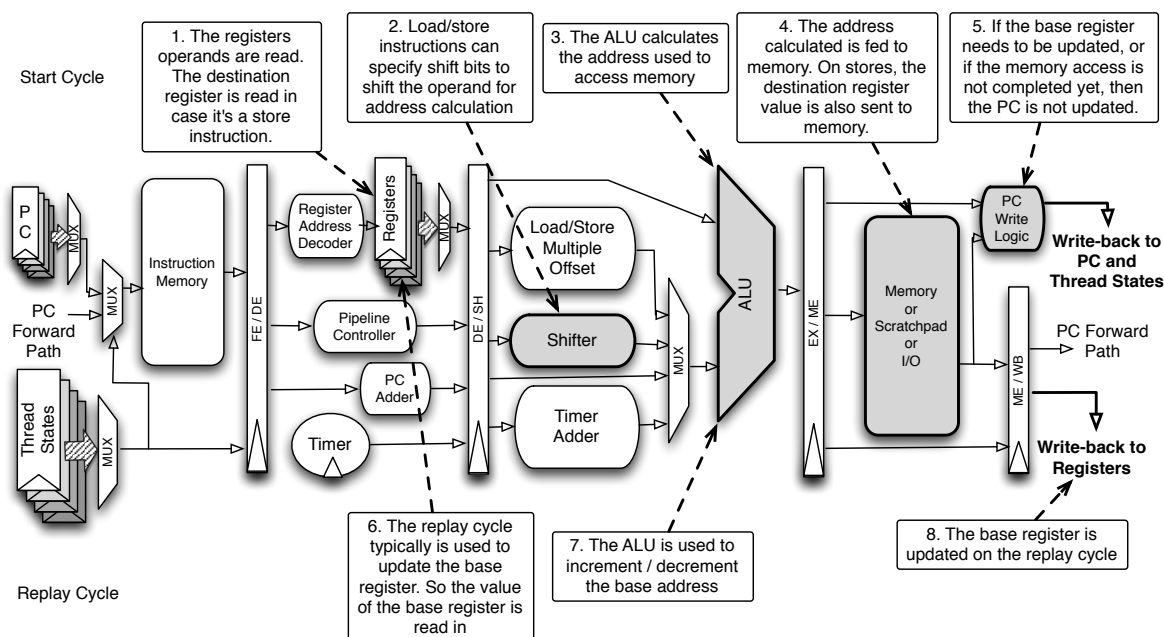 Start Cycle
1. The registers
operands are read.
The destination
register is read in
case it's a store
instruction.
2. Load/store
instructions can
specify shift bits to
shift the operand for
address calculation
3. The ALU calculates
the address used to
access memory
4. The address
calculated is fed to
memory. On stores, the
destination register
value is also sent to
memory.
5. If the base register
needs to be updated, or
if the memory access is
not completed yet, then
the PC is not updated.
P
C
MUX
MUX
PC
Forward
Path
Instruction
Memory
Thread
States
MUX
FE / DE
Register
Address
Decoder
Registers
MUX
Pipeline
Controller
PC
Adder
Timer
DE / SH
Load/Store
Multiple
Offset
Shifter
Timer
Adder
MUX
ALU
EX / ME
Memory
or
Scratchpad
or
I/O
PC
Write
Logic
Write-back to
PC and
Thread States
ME / WB
PC Forward
Path
Write-back to
Registers
6. The replay cycle
typically is used to
update the base
register. So the value
of the base register is
read in
7. The ALU is used to
increment / decrement
the base address
8. The base register is
updated on the replay cycle
Replay Cycle